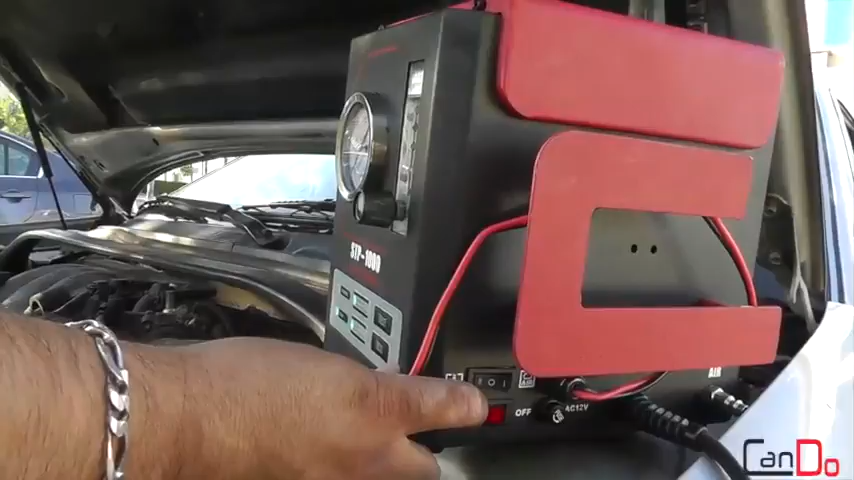 STP-1000
OFF
AC12V
AIR
CanDo